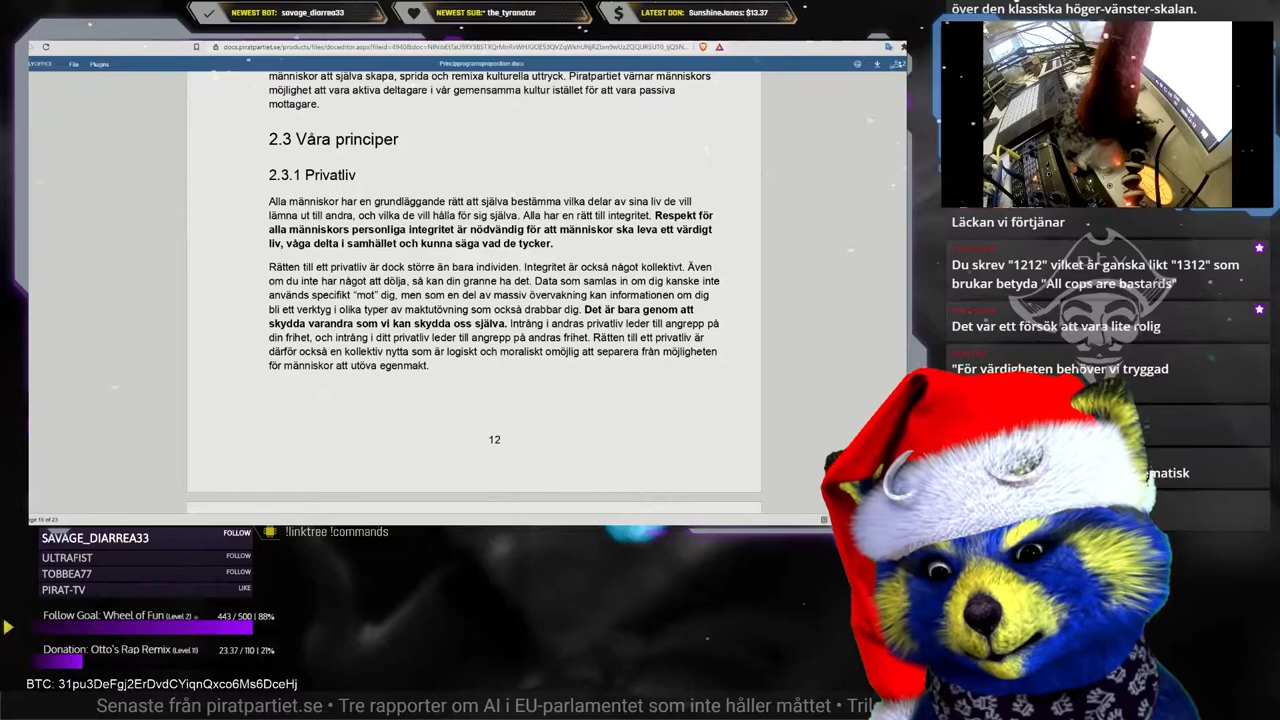 NEWEST BOT: savage_diarrea33
NEWEST SUB: the_tyranator
LATEST DON: SunshineJonas: $13.37
över den klassiska höger-vänster-skalan.
YOFFICE File Plugins
Principprogramsproposition.docx
människor att själva skapa, sprida och remixa kulturella uttryck. Piratpartiet värnar människors
möjlighet att vara aktiva deltagare i vår gemensamma kultur istället för att vara passiva
mottagare.
2.3 Våra principer
2.3.1 Privatliv
Alla människor har en grundläggande rätt att själva bestämma vilka delar av sina liv de vill
lämna ut till andra, och vilka de vill hålla för sig själva. Alla har en rätt till integritet. Respekt för
alla människors personliga integritet är nödvändig för att människor ska leva ett värdigt
liv, våga delta i samhället och kunna säga vad de tycker.
Rätten till ett privatliv är dock större än bara individen. Integritet är också något kollektivt. Även
om du inte har något att dölja, så kan din granne ha det. Data som samlas in om dig kanske inte
används specifikt “mot” dig, men som en del av massiv övervakning kan informationen om dig
bli ett verktyg i olika typer av maktutövning som också drabbar dig. Det är bara genom att
skydda varandra som vi kan skydda oss själva. Intrång i andras privatliv leder till angrepp på
din frihet, och intrång i ditt privatliv leder till angrepp på andras frihet. Rätten till ett privatliv är
därför också en kollektiv nytta som är logiskt och moraliskt omöjlig att separera från möjligheten
för människor att utöva egenmakt.
12
Läckan vi förtjänar
Du skrev "1212" vilket är ganska likt "1312" som
brukar betyda "All cops are bastards"
Det var ett försök att vara lite rolig
"För värdigheten behöver vi tryggad
matisk
ptv
SAVAGE_DIARREA33 FOLLOW
ULTRAFIST FOLLOW
TOBBEA77 FOLLOW
PIRAT-TV LIKE
!linktree !commands
Follow Goal: Wheel of Fun (Level 2) 443 / 500 | 88%
Donation: Otto's Rap Remix (Level 11) 23.37 / 110 | 21%
BTC: 31pu3DeFgj2ErDvdCYiqnQxco6Ms6DceHj
Senaste från piratpartiet.se • Tre rapporter om AI i EU-parlamentet som inte håller måttet • Tril